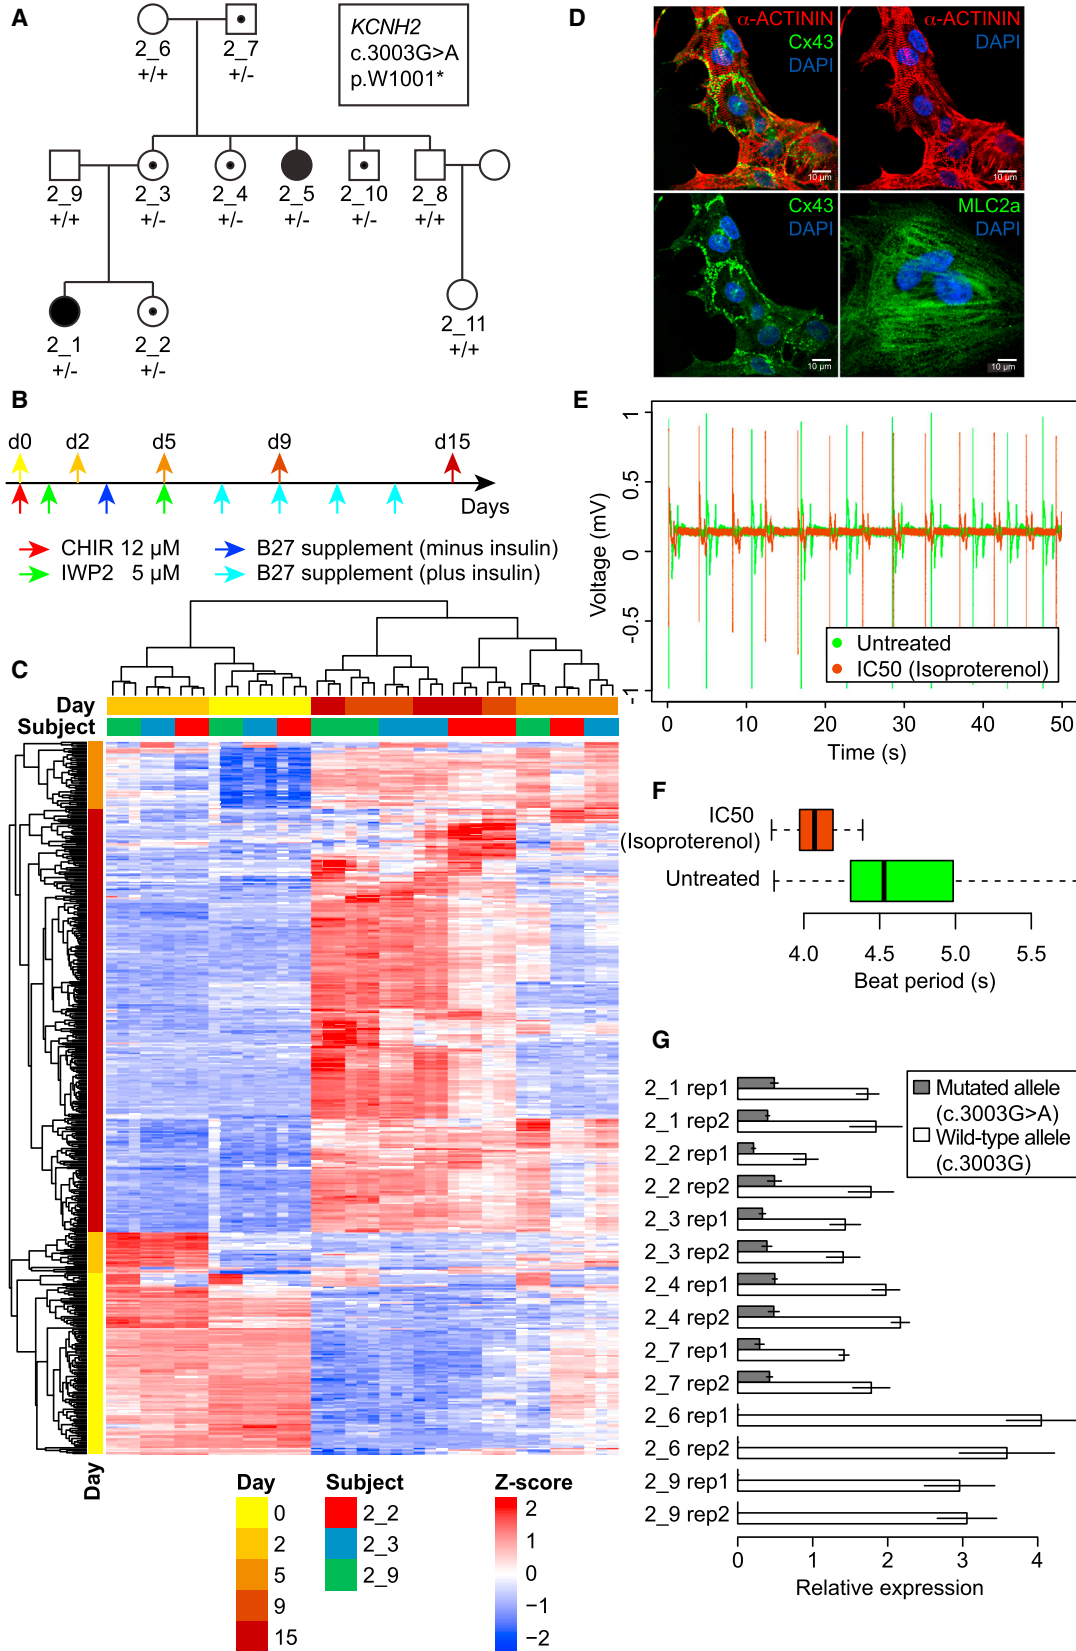 A
2_6
+/+
2_7
+/-
KCNH2
c.3003G>A
p.W1001*
2_9
+/+
2_3
+/-
2_4
+/-
2_5
+/-
2_10
+/-
2_8
+/+
2_1
+/-
2_2
+/-
2_11
+/+
B
d0 d2 d5 d9 d15
Days
CHIR 12 µM
IWP2 5 µM
B27 supplement (minus insulin)
B27 supplement (plus insulin)
C
Day
Subject
Day
Day
0
2
5
9
15
Subject
2_2
2_3
2_9
Z-score
2
1
0
−1
−2
D
α-ACTININ
Cx43
DAPI
10 µm
α-ACTININ
DAPI
10 µm
Cx43
DAPI
10 µm
MLC2a
DAPI
10 µm
E
Voltage (mV)
1
0.5
0
-0.5
-1
Untreated
IC50 (Isoproterenol)
0 10 20 30 40 50
Time (s)
F
IC50
(Isoproterenol)
Untreated
4.0 4.5 5.0 5.5
Beat period (s)
G
Mutated allele
(c.3003G>A)
Wild-type allele
(c.3003G)
2_1 rep1
2_1 rep2
2_2 rep1
2_2 rep2
2_3 rep1
2_3 rep2
2_4 rep1
2_4 rep2
2_7 rep1
2_7 rep2
2_6 rep1
2_6 rep2
2_9 rep1
2_9 rep2
0 1 2 3 4
Relative expression